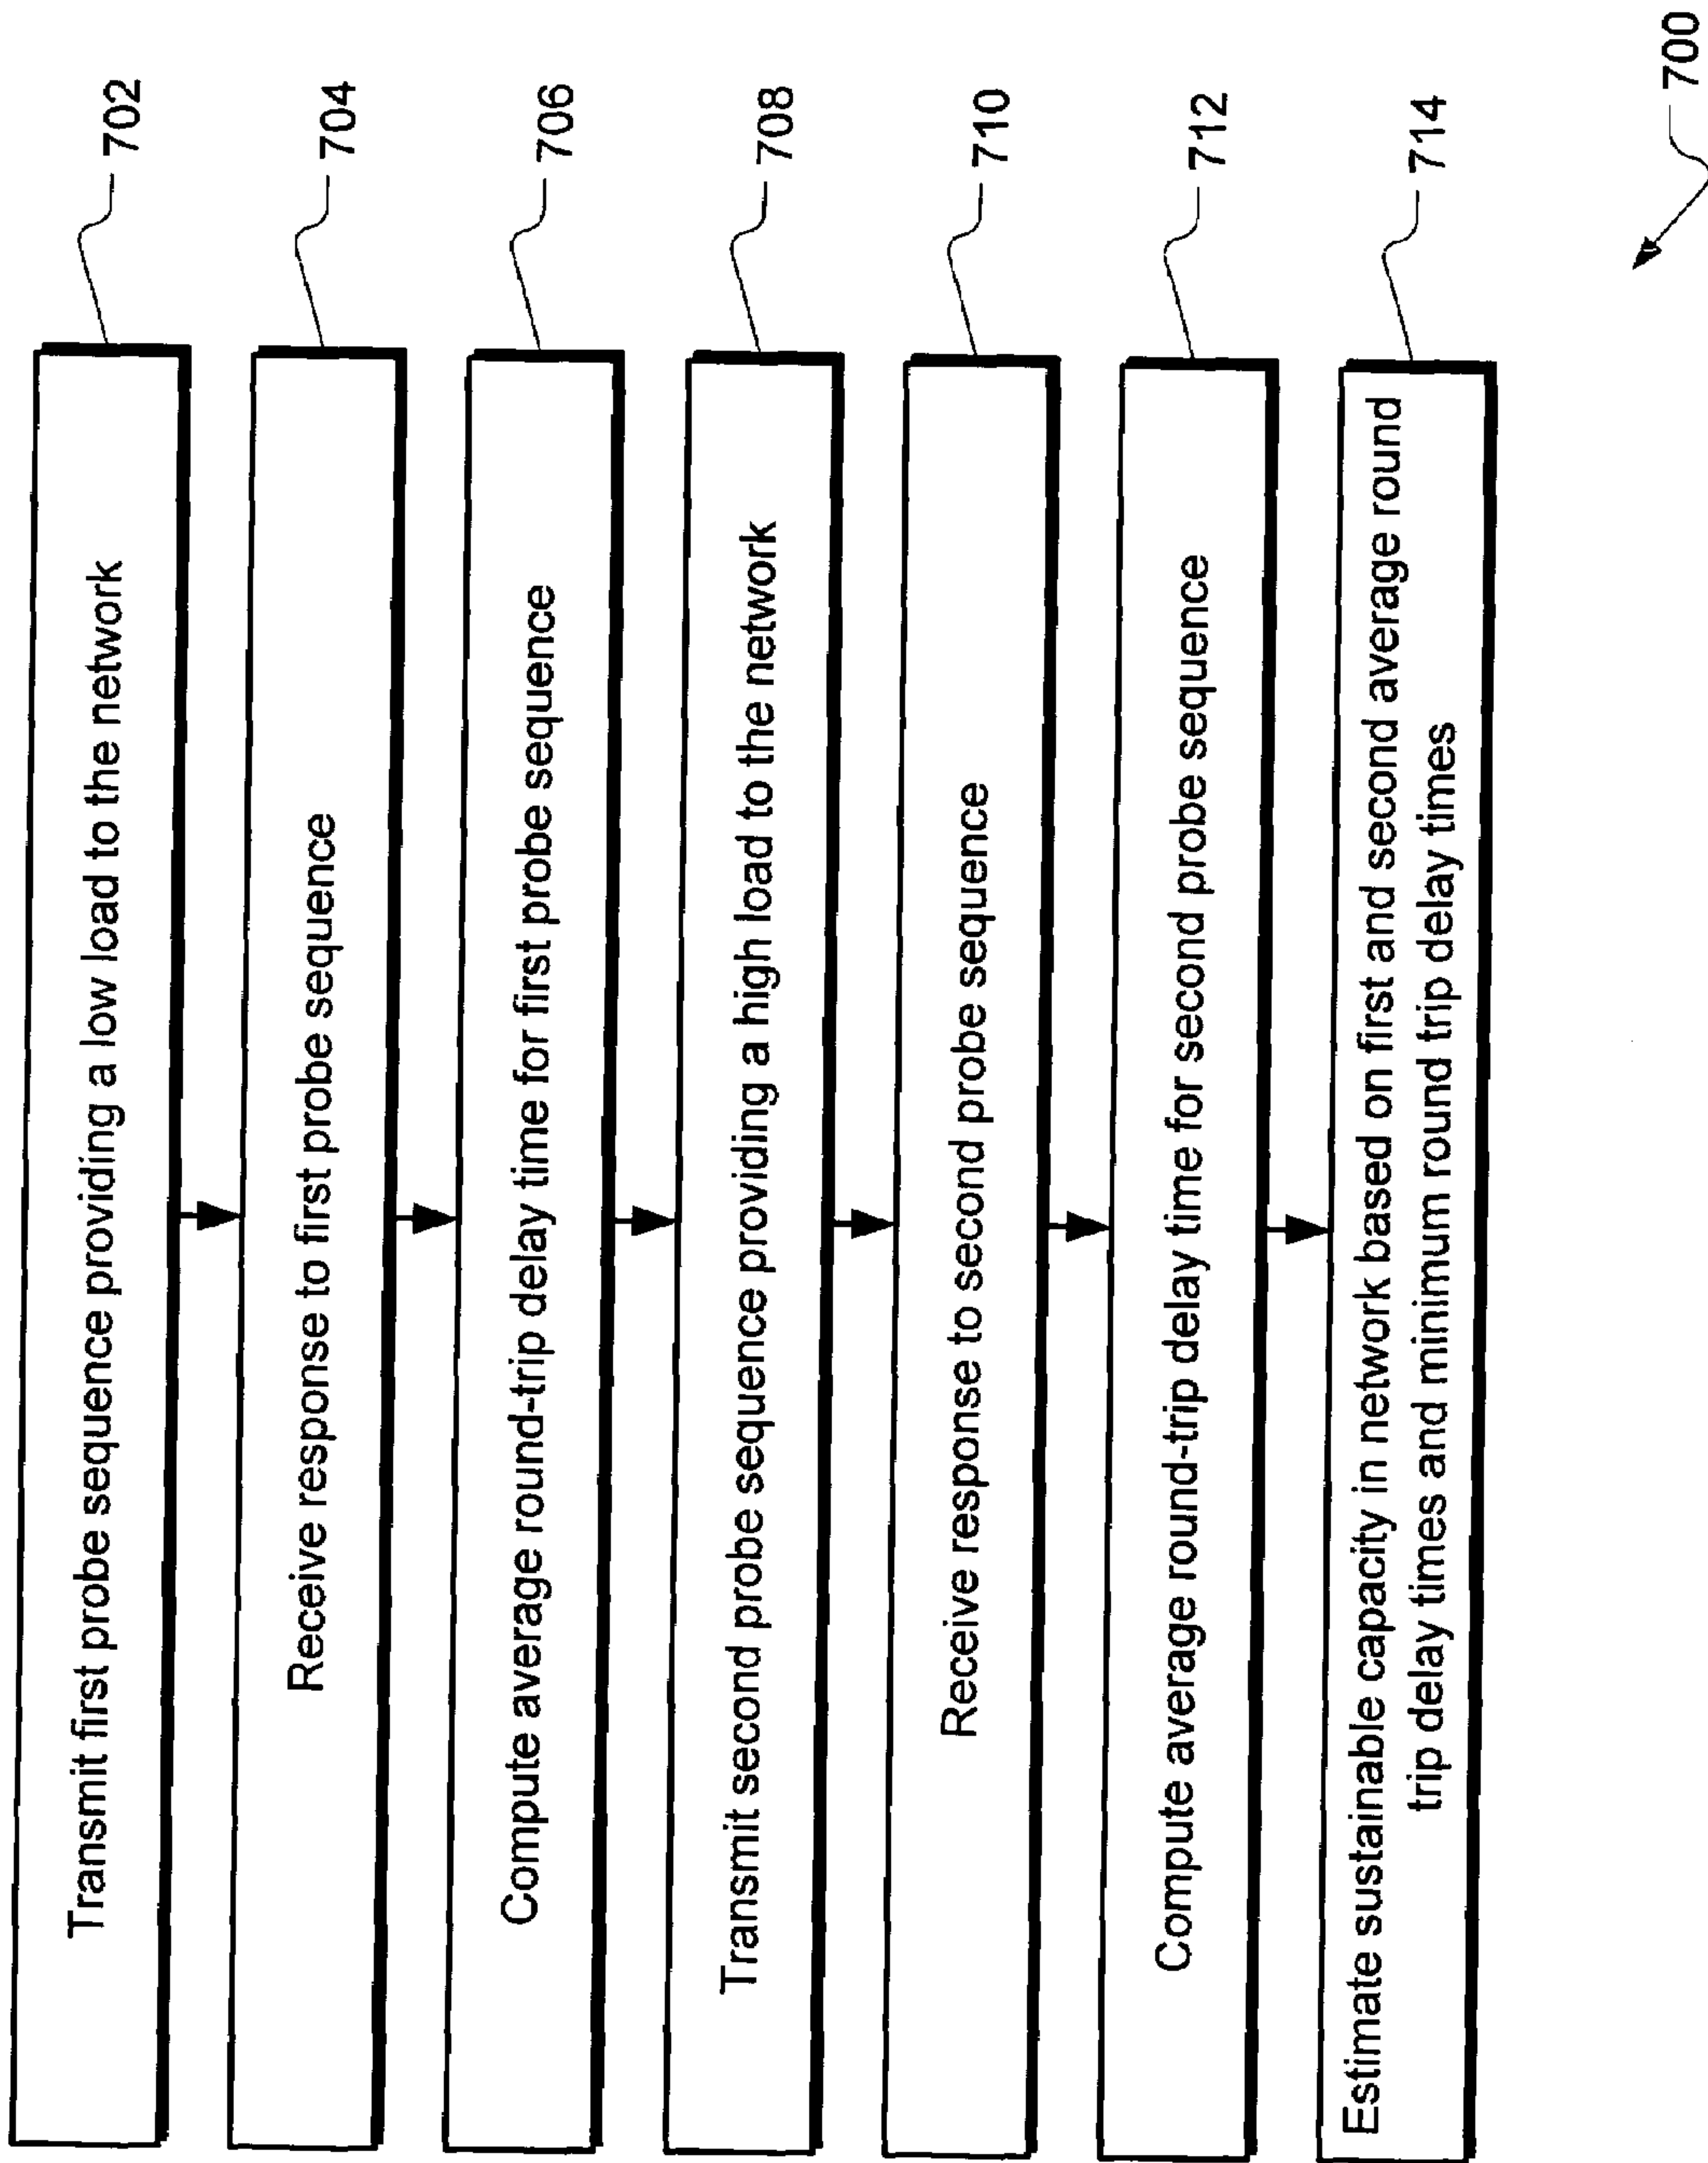 Transmit first probe sequence providing a low load to the network
702
Receive response to first probe sequence
704
Compute average round-trip delay time for first probe sequence
706
Transmit second probe sequence providing a high load to the network
708
Receive response to second probe sequence
710
Compute average round-trip delay time for second probe sequence
712
Estimate sustainable capacity in network based on first and second average round
trip delay times and minimum round trip delay times
714
700